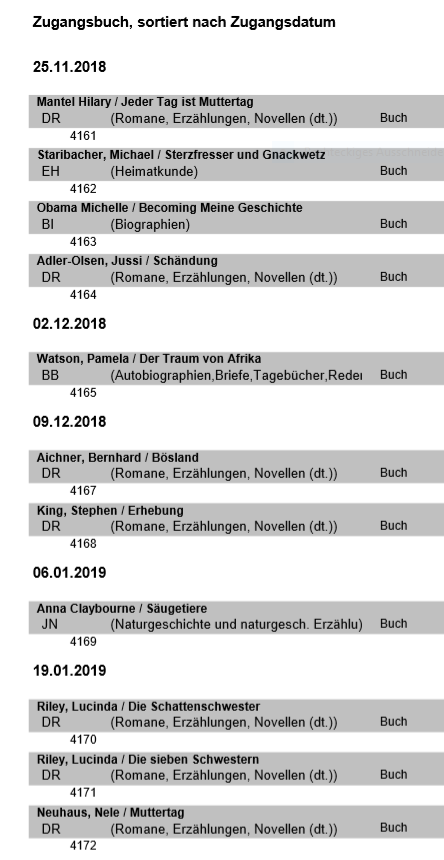 Zugangsbuch, sortiert nach Zugangsdatum
25.11.2018
Mantel Hilary / Jeder Tag ist Muttertag
DR (Romane, Erzählungen, Novellen (dt.)) Buch
4161
Staribacher, Michael / Sterzfresser und Gnackwetz
EH (Heimatkunde) Buch
4162
Obama Michelle / Becoming Meine Geschichte
BI (Biographien) Buch
4163
Adler-Olsen, Jussi / Schändung
DR (Romane, Erzählungen, Novellen (dt.)) Buch
4164
02.12.2018
Watson, Pamela / Der Traum von Afrika
BB (Autobiographien,Briefe,Tagebücher,Reden Buch
4165
09.12.2018
Aichner, Bernhard / Bösland
DR (Romane, Erzählungen, Novellen (dt.)) Buch
4167
King, Stephen / Erhebung
DR (Romane, Erzählungen, Novellen (dt.)) Buch
4168
06.01.2019
Anna Claybourne / Säugetiere
JN (Naturgeschichte und naturgesch. Erzählu) Buch
4169
19.01.2019
Riley, Lucinda / Die Schattenschwester
DR (Romane, Erzählungen, Novellen (dt.)) Buch
4170
Riley, Lucinda / Die sieben Schwestern
DR (Romane, Erzählungen, Novellen (dt.)) Buch
4171
Neuhaus, Nele / Muttertag
DR (Romane, Erzählungen, Novellen (dt.)) Buch
4172